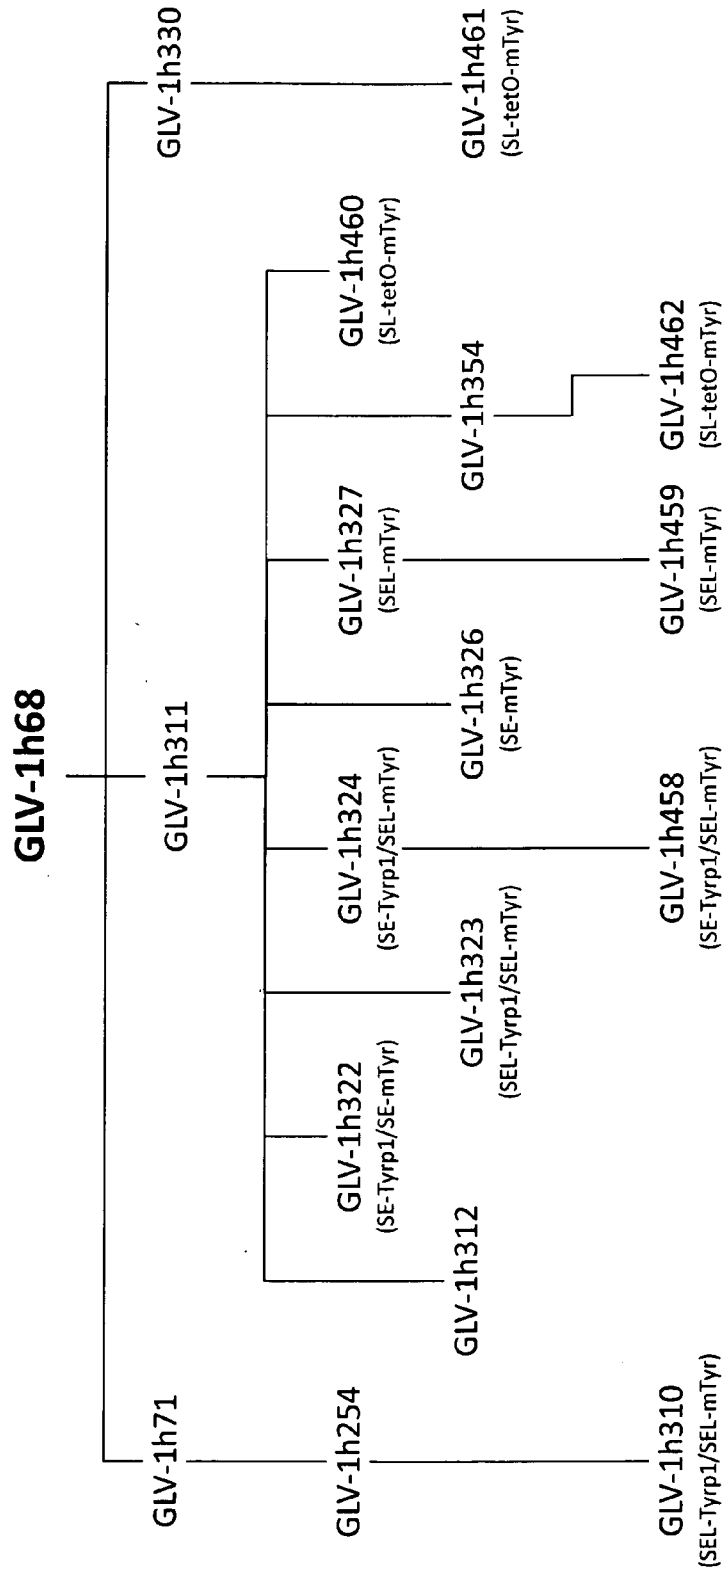 GLV-1h68
GLV-1h71
GLV-1h311
GLV-1h330
GLV-1h254
GLV-1h322
(SE-Tyrp1/SE-mTyr)
GLV-1h324
(SE-Tyrp1/SEL-mTyr)
GLV-1h327
(SEL-mTyr)
GLV-1h460
(SL-tetO-mTyr)
GLV-1h312
GLV-1h323
(SEL-Tyrp1/SEL-mTyr)
GLV-1h326
(SE-mTyr)
GLV-1h354
GLV-1h461
(SL-tetO-mTyr)
GLV-1h310
(SEL-Tyrp1/SEL-mTyr)
GLV-1h458
(SE-Tyrp1/SEL-mTyr)
GLV-1h459
(SEL-mTyr)
GLV-1h462
(SL-tetO-mTyr)